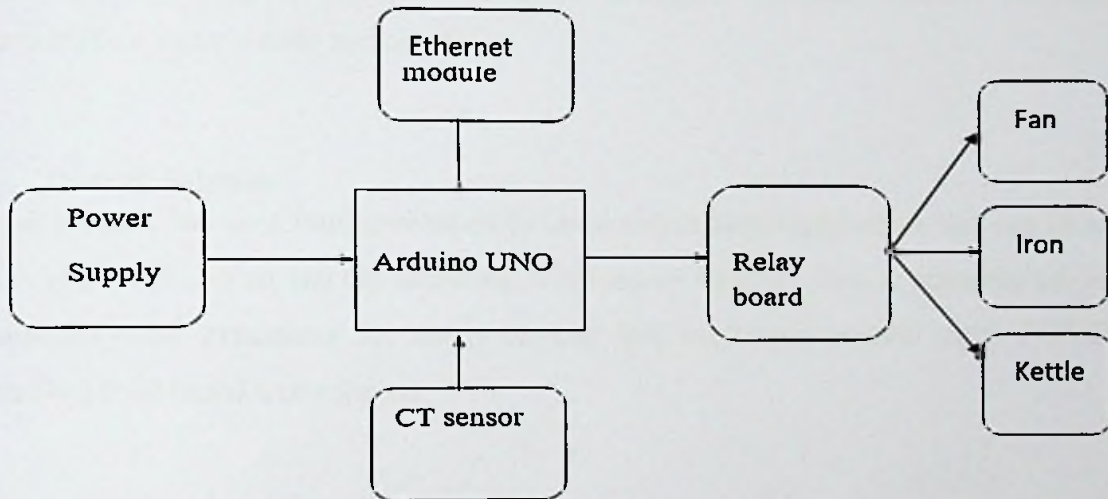 Ethernet
module
Fan
Power
Supply
Arduino UNO
Relay
board
Iron
Kettle
CT sensor